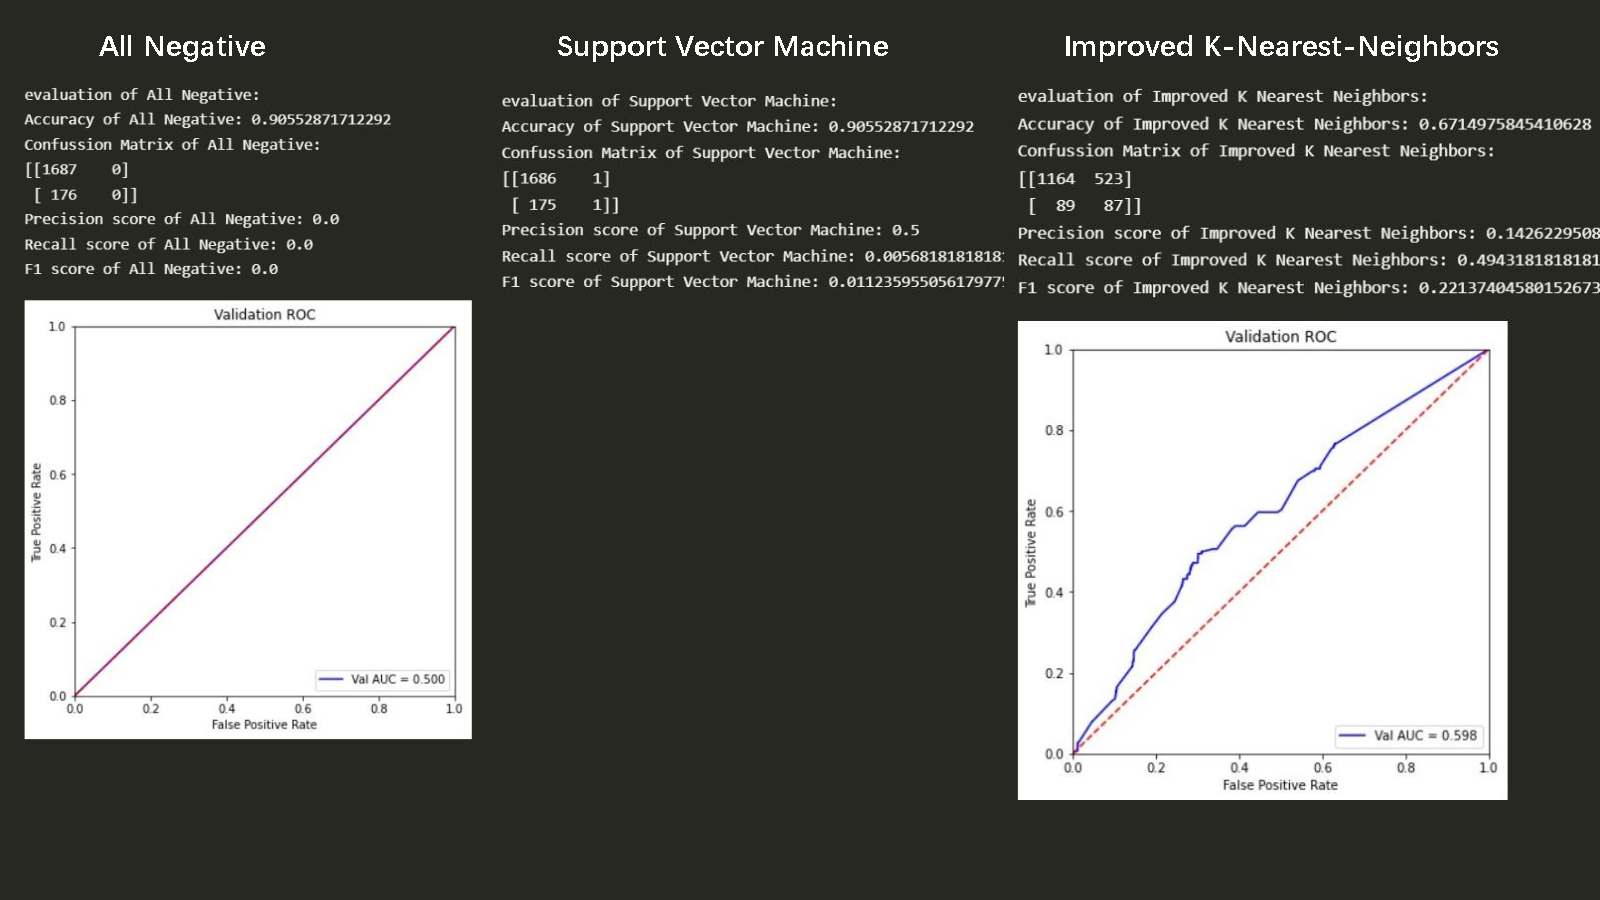 All Negative
evaluation of All Negative:
Accuracy of All Negative: 0.90552871712292
Confussion Matrix of All Negative:
[[1687    0]
 [ 176    0]]
Precision score of All Negative: 0.0
Recall score of All Negative: 0.0
F1 score of All Negative: 0.0
Validation ROC
1.0
0.8
0.6
0.4
0.2
0.0
True Positive Rate
Val AUC = 0.500
0.0 0.2 0.4 0.6 0.8 1.0
False Positive Rate
Support Vector Machine
evaluation of Support Vector Machine:
Accuracy of Support Vector Machine: 0.90552871712292
Confussion Matrix of Support Vector Machine:
[[1686    1]
 [ 175    1]]
Precision score of Support Vector Machine: 0.5
Recall score of Support Vector Machine: 0.00568181818181
F1 score of Support Vector Machine: 0.01123595505617977
Improved K-Nearest-Neighbors
evaluation of Improved K Nearest Neighbors:
Accuracy of Improved K Nearest Neighbors: 0.6714975845410628
Confussion Matrix of Improved K Nearest Neighbors:
[[1164  523]
 [  89   87]]
Precision score of Improved K Nearest Neighbors: 0.1426229508
Recall score of Improved K Nearest Neighbors: 0.4943181818181
F1 score of Improved K Nearest Neighbors: 0.22137404580152673
Validation ROC
1.0
0.8
0.6
0.4
0.2
0.0
True Positive Rate
Val AUC = 0.598
0.0 0.2 0.4 0.6 0.8 1.0
False Positive Rate